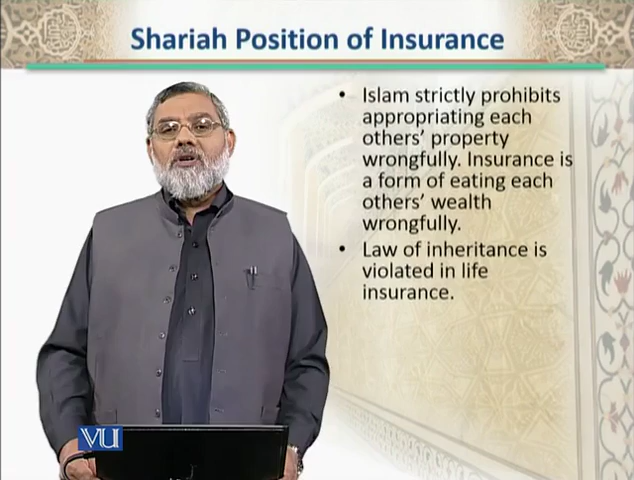 Shariah Position of Insurance
• Islam strictly prohibits
appropriating each
others' property
wrongfully. Insurance is
a form of eating each
others' wealth
wrongfully.
• Law of inheritance is
violated in life
insurance.
VU